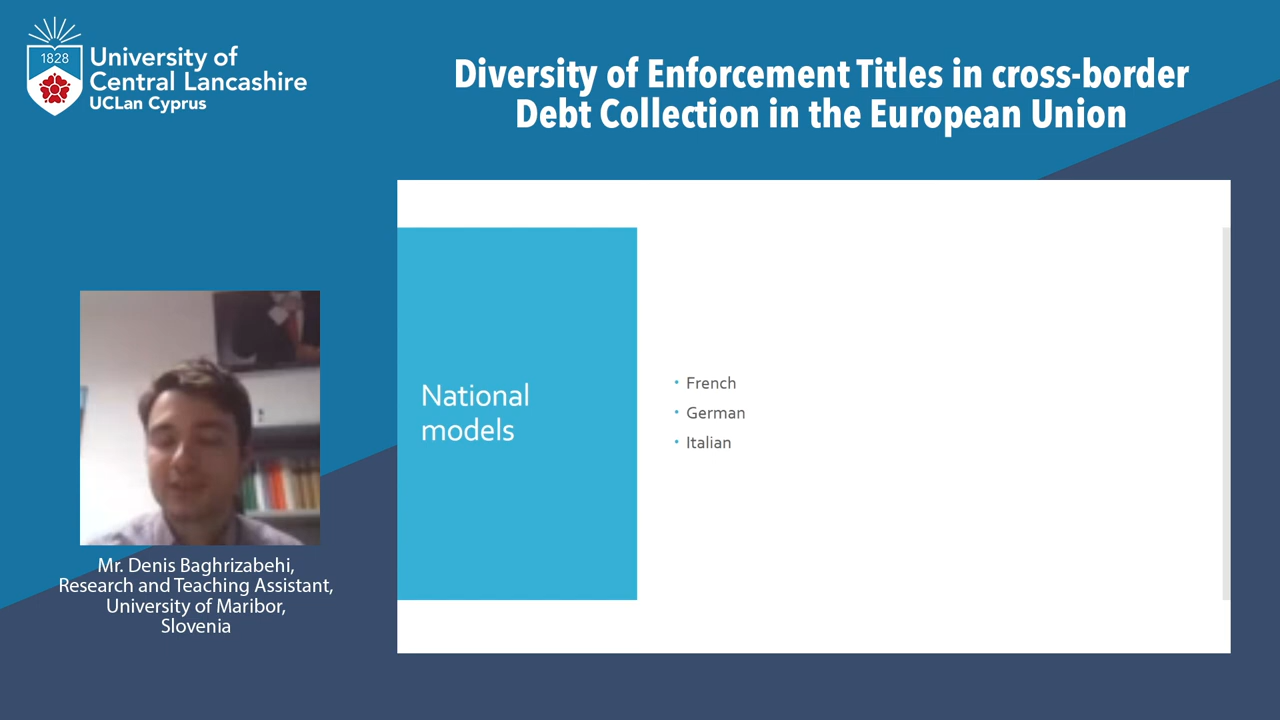 1828
University of
Central Lancashire
UCLan Cyprus
Diversity of Enforcement Titles in cross-border
Debt Collection in the European Union
National
models
• French
• German
• Italian
Mr. Denis Baghrizabehi,
Research and Teaching Assistant,
University of Maribor,
Slovenia